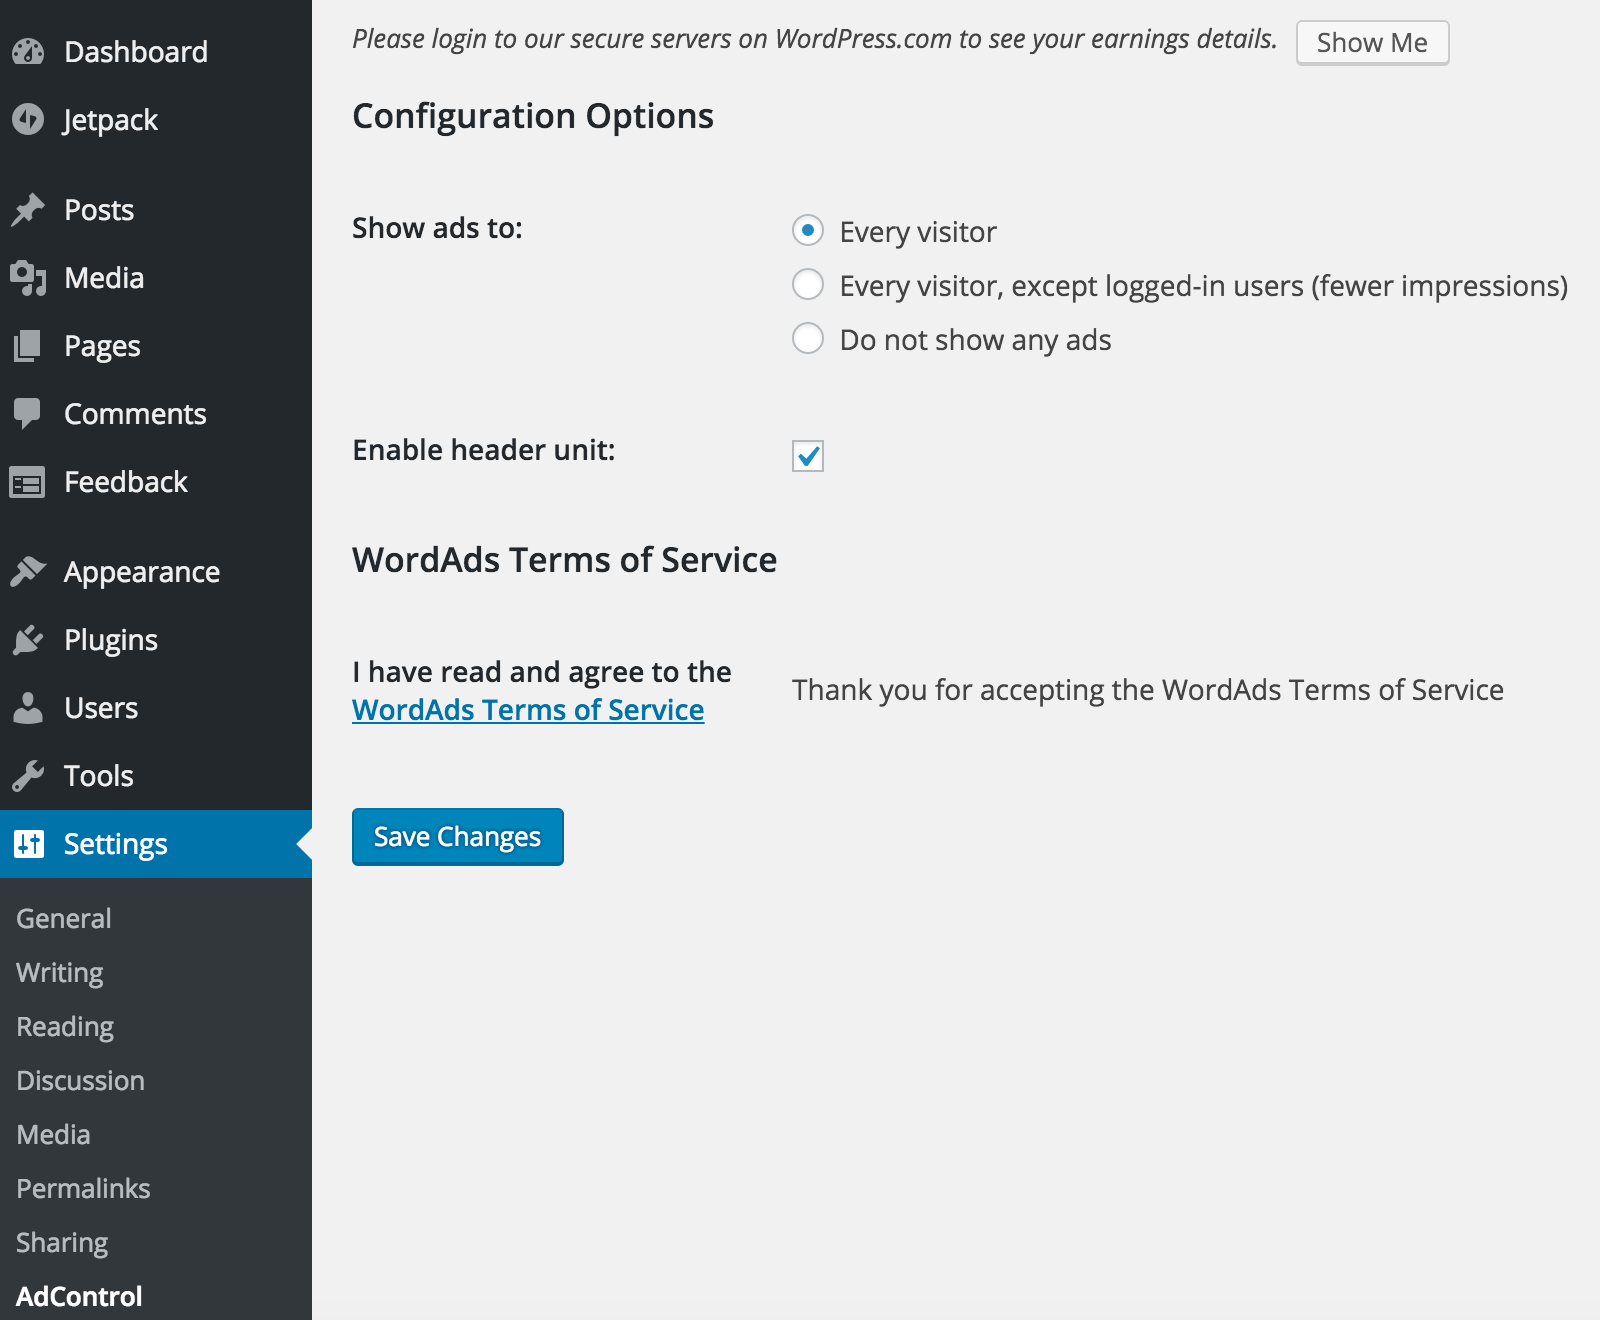 Dashboard
Jetpack
Posts
Media
Pages
Comments
Feedback
Appearance
Plugins
Users
Tools
Settings
General
Writing
Reading
Discussion
Media
Permalinks
Sharing
AdControl
Please login to our secure servers on WordPress.com to see your earnings details.
Show Me
Configuration Options
Show ads to:
Every visitor
Every visitor, except logged-in users (fewer impressions)
Do not show any ads
Enable header unit:
WordAds Terms of Service
I have read and agree to the
WordAds Terms of Service
Thank you for accepting the WordAds Terms of Service
Save Changes